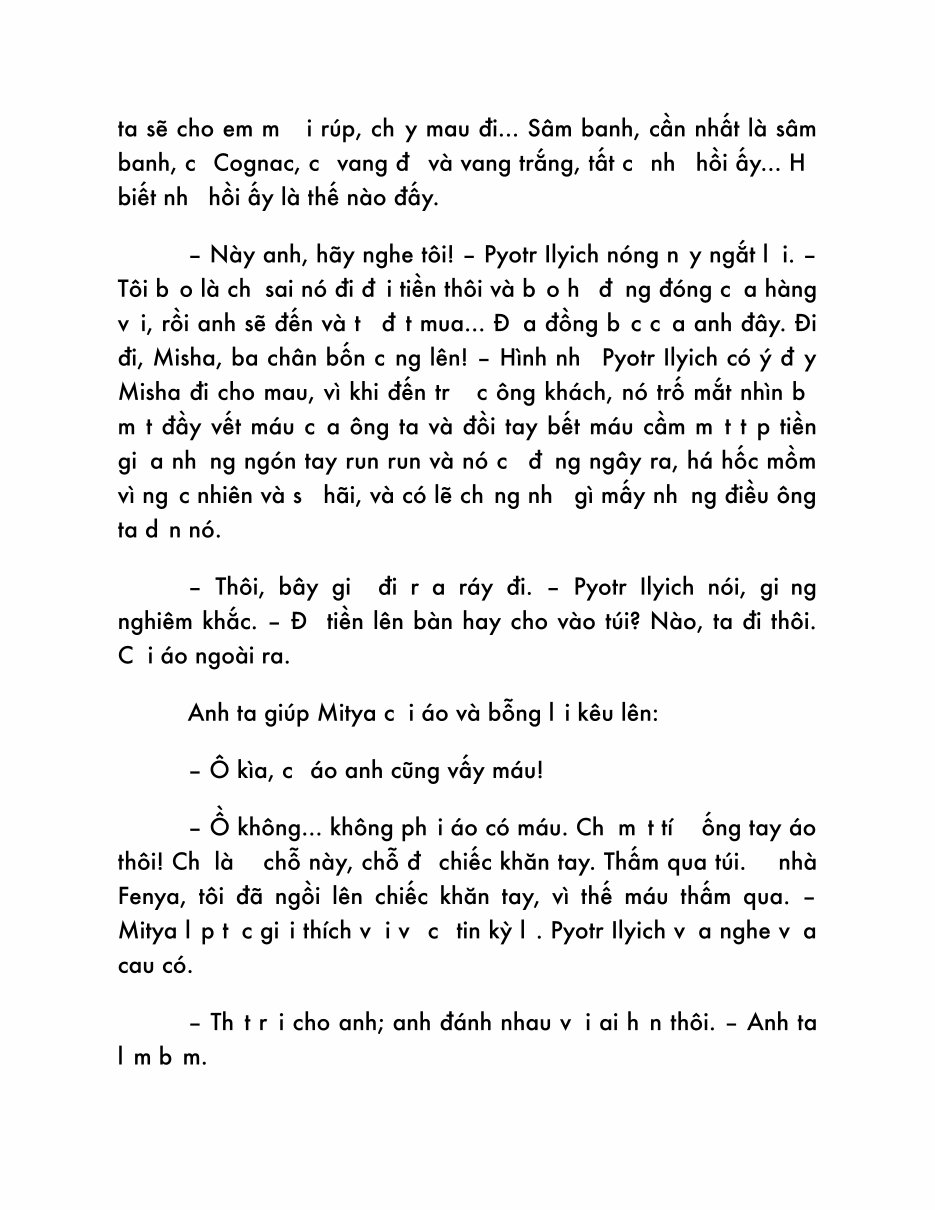 ta sẽ cho em m i rúp, ch y mau đi... Sâm banh, cần nhất là sâm
banh, c Cognac, c vang đ và vang trắng, tất c nh hồi ấy... H
biết nh hồi ấy là thế nào đấy.
– Này anh, hãy nghe tôi! – Pyotr Ilyich nóng n y ngắt l i. –
Tôi b o là ch sai nó đi đ i tiền thôi và b o h đ ng đóng c a hàng
v i, rồi anh sẽ đến và t đ t mua... Đ a đồng b c c a anh đây. Đi
đi, Misha, ba chân bốn c ng lên! – Hình nh Pyotr Ilyich có ý đ y
Misha đi cho mau, vì khi đến tr c ông khách, nó trố mắt nhìn b
m t đầy vết máu c a ông ta và đồi tay bết máu cầm m t t p tiền
gi a nh ng ngón tay run run và nó c đ ng ngây ra, há hốc mồm
vì ng c nhiên và s hãi, và có lẽ ch ng nh gì mấy nh ng điều ông
ta d n nó.
– Thôi, bây gi đi r a ráy đi. – Pyotr Ilyich nói, gi ng
nghiêm khắc. – Đ tiền lên bàn hay cho vào túi? Nào, ta đi thôi.
C i áo ngoài ra.
Anh ta giúp Mitya c i áo và bỗng l i kêu lên:
– Ô kìa, c áo anh cũng vấy máu!
– Ồ không... không ph i áo có máu. Ch m t tí ống tay áo
thôi! Ch là chỗ này, chỗ đ chiếc khăn tay. Thấm qua túi. nhà
Fenya, tôi đã ngồi lên chiếc khăn tay, vì thế máu thấm qua. –
Mitya l p t c gi i thích v i v c tin kỳ l . Pyotr Ilyich v a nghe v a
cau có.
– Th t r i cho anh; anh đánh nhau v i ai h n thôi. – Anh ta
l m b m.